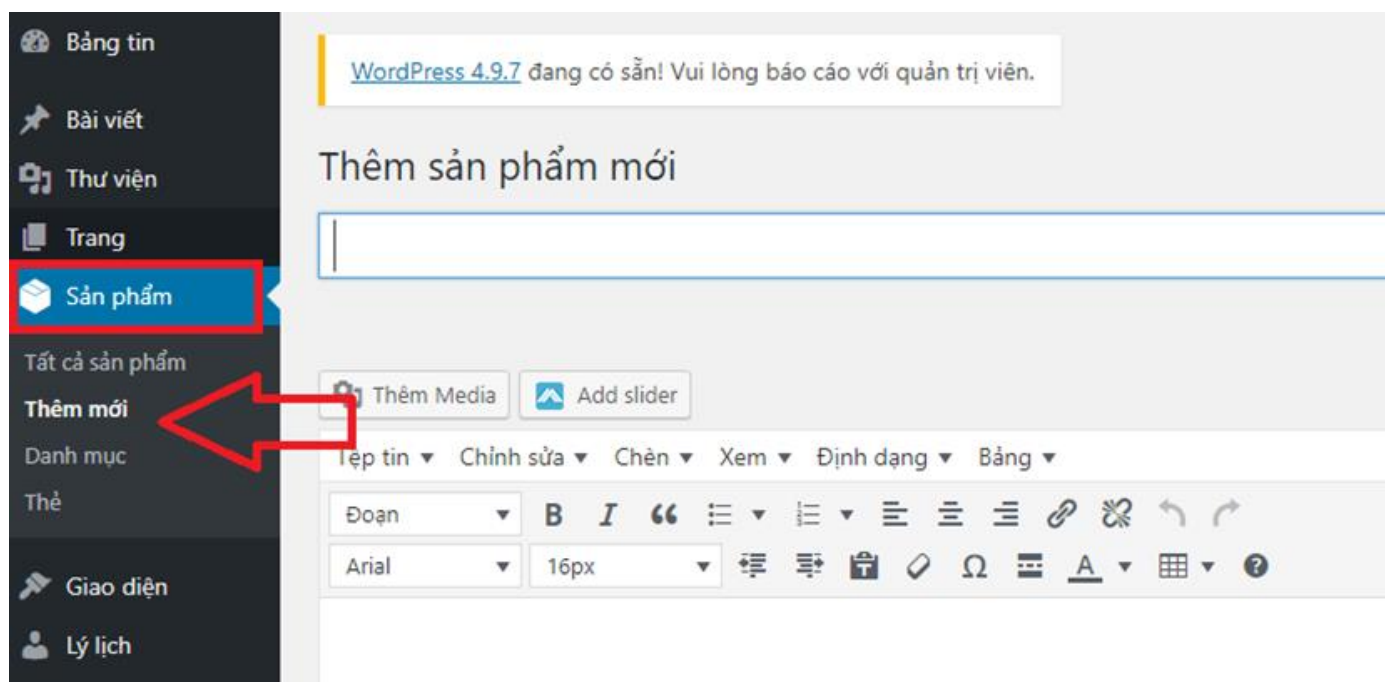 Bảng tin
Bài viết
Thư viện
Trang
Sản phẩm
Tất cả sản phẩm
Thêm mới
Danh mục
Thẻ
Giao diện
Lý lịch
WordPress 4.9.7 đang có sẵn! Vui lòng báo cáo với quản trị viên.
Thêm sản phẩm mới
Thêm Media Add slider
Tệp tin Chỉnh sửa Chèn Xem Định dạng Bảng
Đoạn B I
Arial 16px Ω A